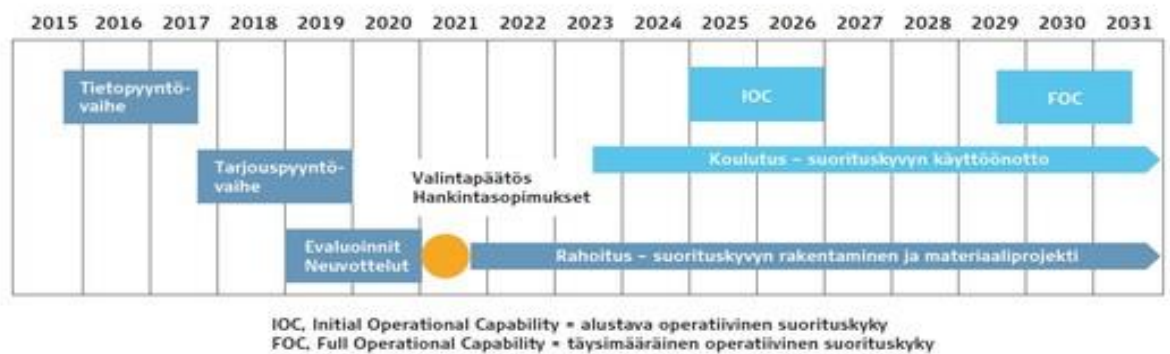 2015 2016 2017 2018 2019 2020 2021 2022 2023 2024 2025 2026 2027 2028 2029 2030 2031
Tietopyyntö-
vaihe
IOC
FOC
Tarjouspyyntö-
vaihe
Koulutus – suorituskyvyn käyttöönotto
Valintapäätös
Hankintasopimukset
Evaluoinnit
Neuvottelut
Rahoitus – suorituskyvyn rakentaminen ja materiaaliprojekti
IOC, Initial Operational Capability = alustava operatiivinen suorituskyky
FOC, Full Operational Capability = täysimääräinen operatiivinen suorituskyky